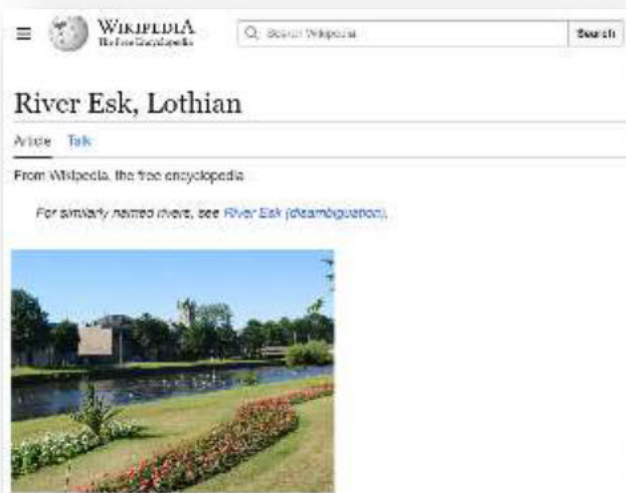 WIKIPEDIA
The Free Encyclopedia
Search Wikipedia
Search
River Esk, Lothian
Article Talk
From Wikipedia, the free encyclopedia
For similarly named rivers, see River Esk (disambiguation).